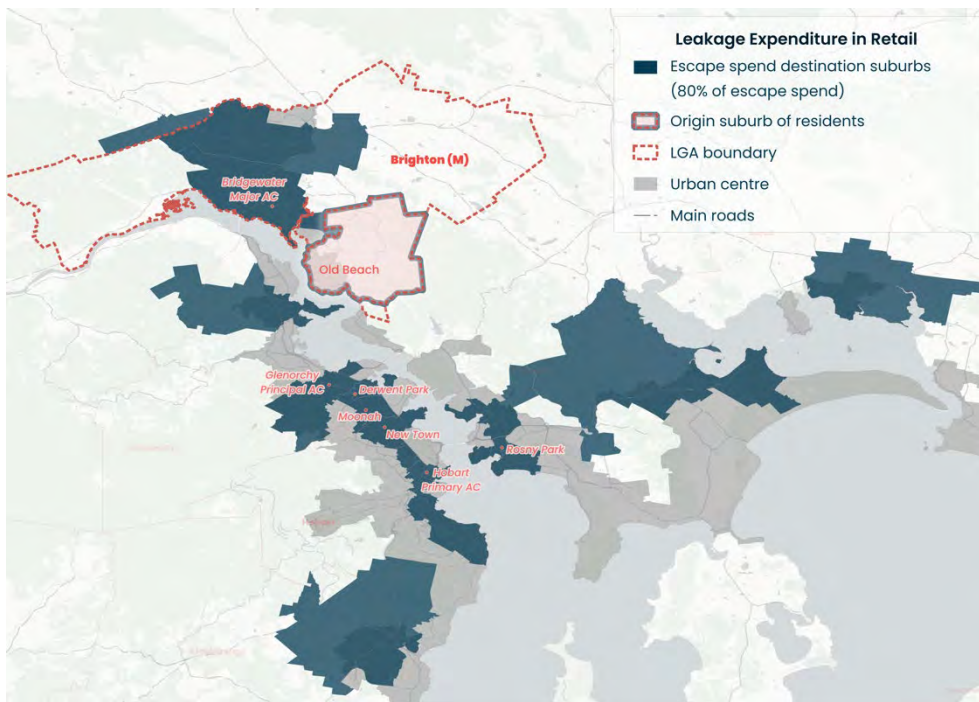 Leakage Expenditure in Retail
Escape spend destination suburbs
(80% of escape spend)
Origin suburb of residents
LGA boundary
Urban centre
Main roads
Brighton (M)
Bridgewater
Major AC
Old Beach
Glenorchy
Principal AC
Derwent Park
Moonah
New Town
Rosny Park
Hobart
Primary AC